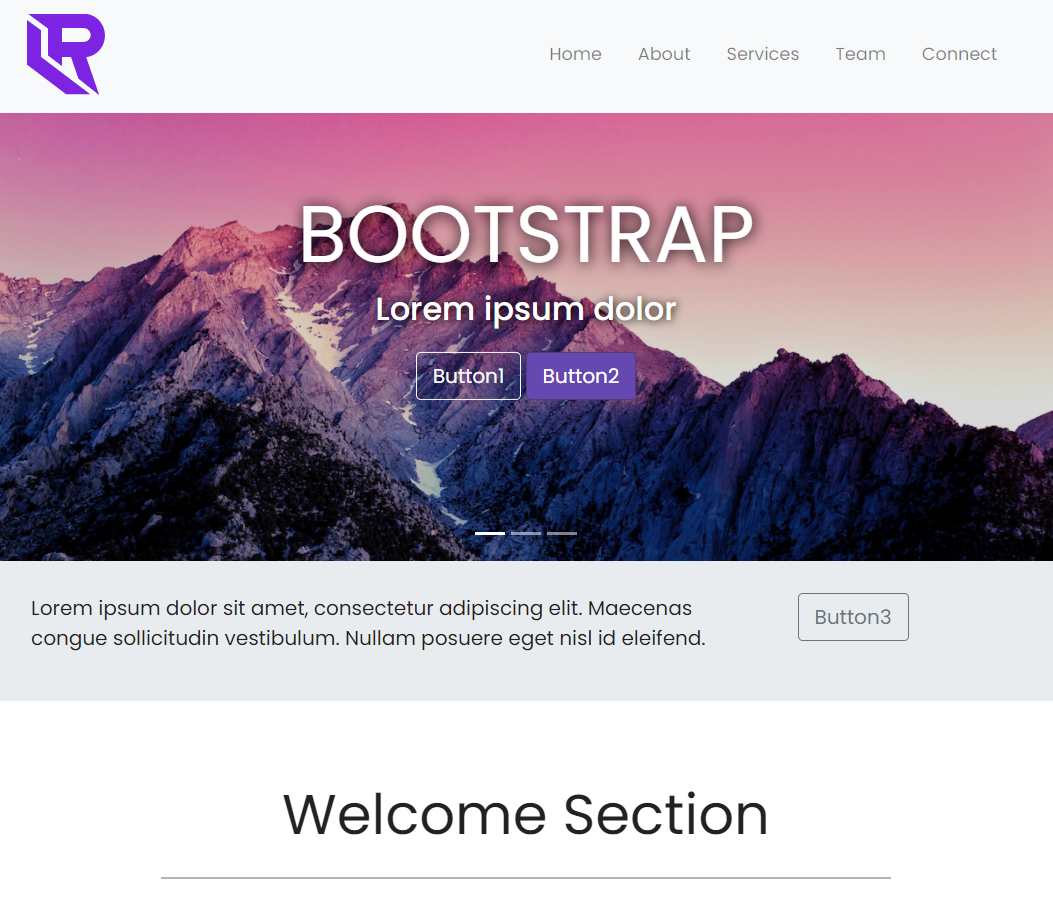 R
Home About Services Team Connect
BOOTSTRAP
Lorem ipsum dolor
Button1 Button2
Lorem ipsum dolor sit amet, consectetur adipiscing elit. Maecenas
congue sollicitudin vestibulum. Nullam posuere eget nisl id eleifend.
Button3
Welcome Section